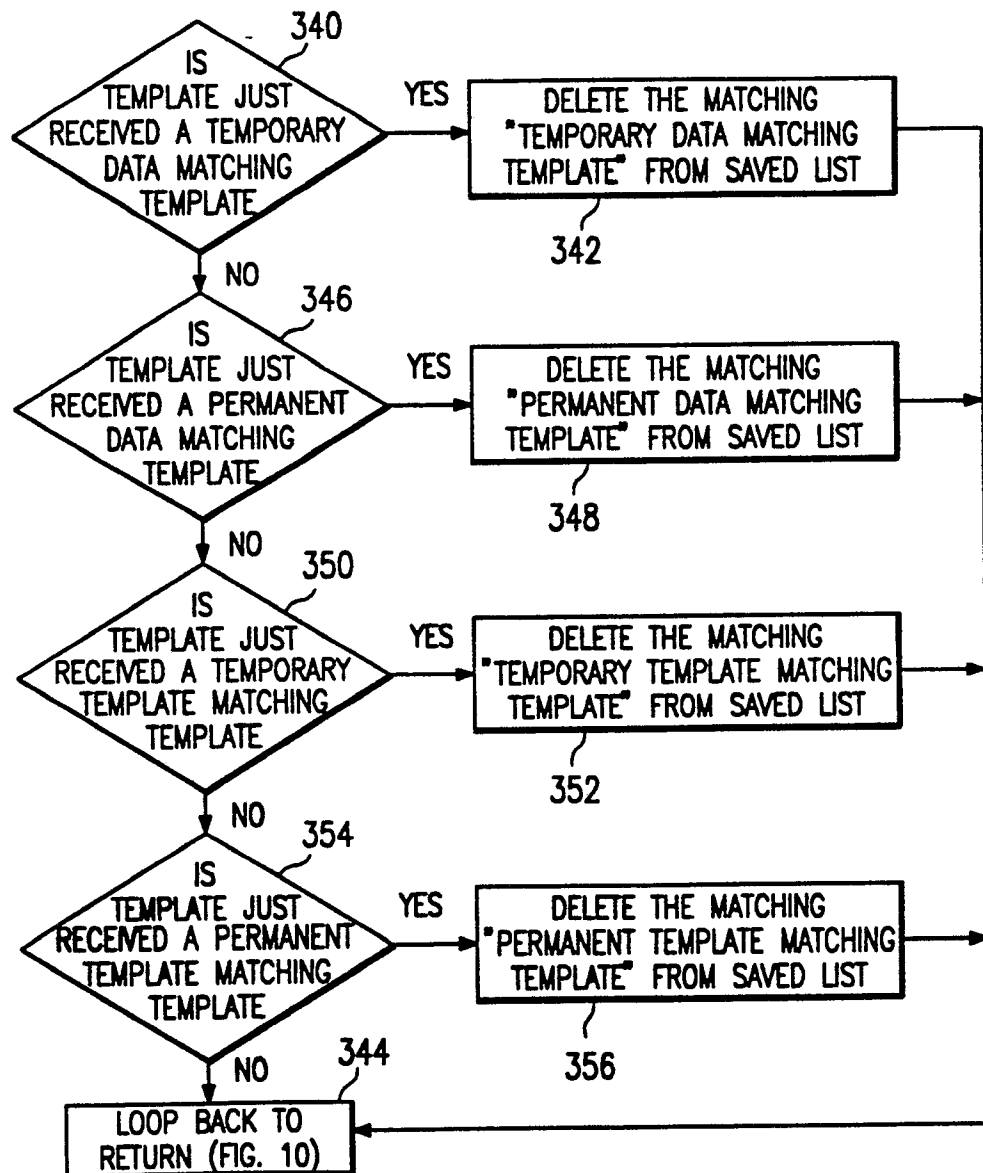 340
IS
TEMPLATE JUST
RECEIVED A TEMPORARY
DATA MATCHING
TEMPLATE
YES
DELETE THE MATCHING
"TEMPORARY DATA MATCHING
TEMPLATE" FROM SAVED LIST
342
NO
346
IS
TEMPLATE JUST
RECEIVED A PERMANENT
DATA MATCHING
TEMPLATE
YES
DELETE THE MATCHING
"PERMANENT DATA MATCHING
TEMPLATE" FROM SAVED LIST
348
NO
350
IS
TEMPLATE JUST
RECEIVED A TEMPORARY
TEMPLATE MATCHING
TEMPLATE
YES
DELETE THE MATCHING
"TEMPORARY TEMPLATE MATCHING
TEMPLATE" FROM SAVED LIST
352
NO
354
IS
TEMPLATE JUST
RECEIVED A PERMANENT
TEMPLATE MATCHING
TEMPLATE
YES
DELETE THE MATCHING
"PERMANENT TEMPLATE MATCHING
TEMPLATE" FROM SAVED LIST
356
NO
344
LOOP BACK TO
RETURN (FIG. 10)